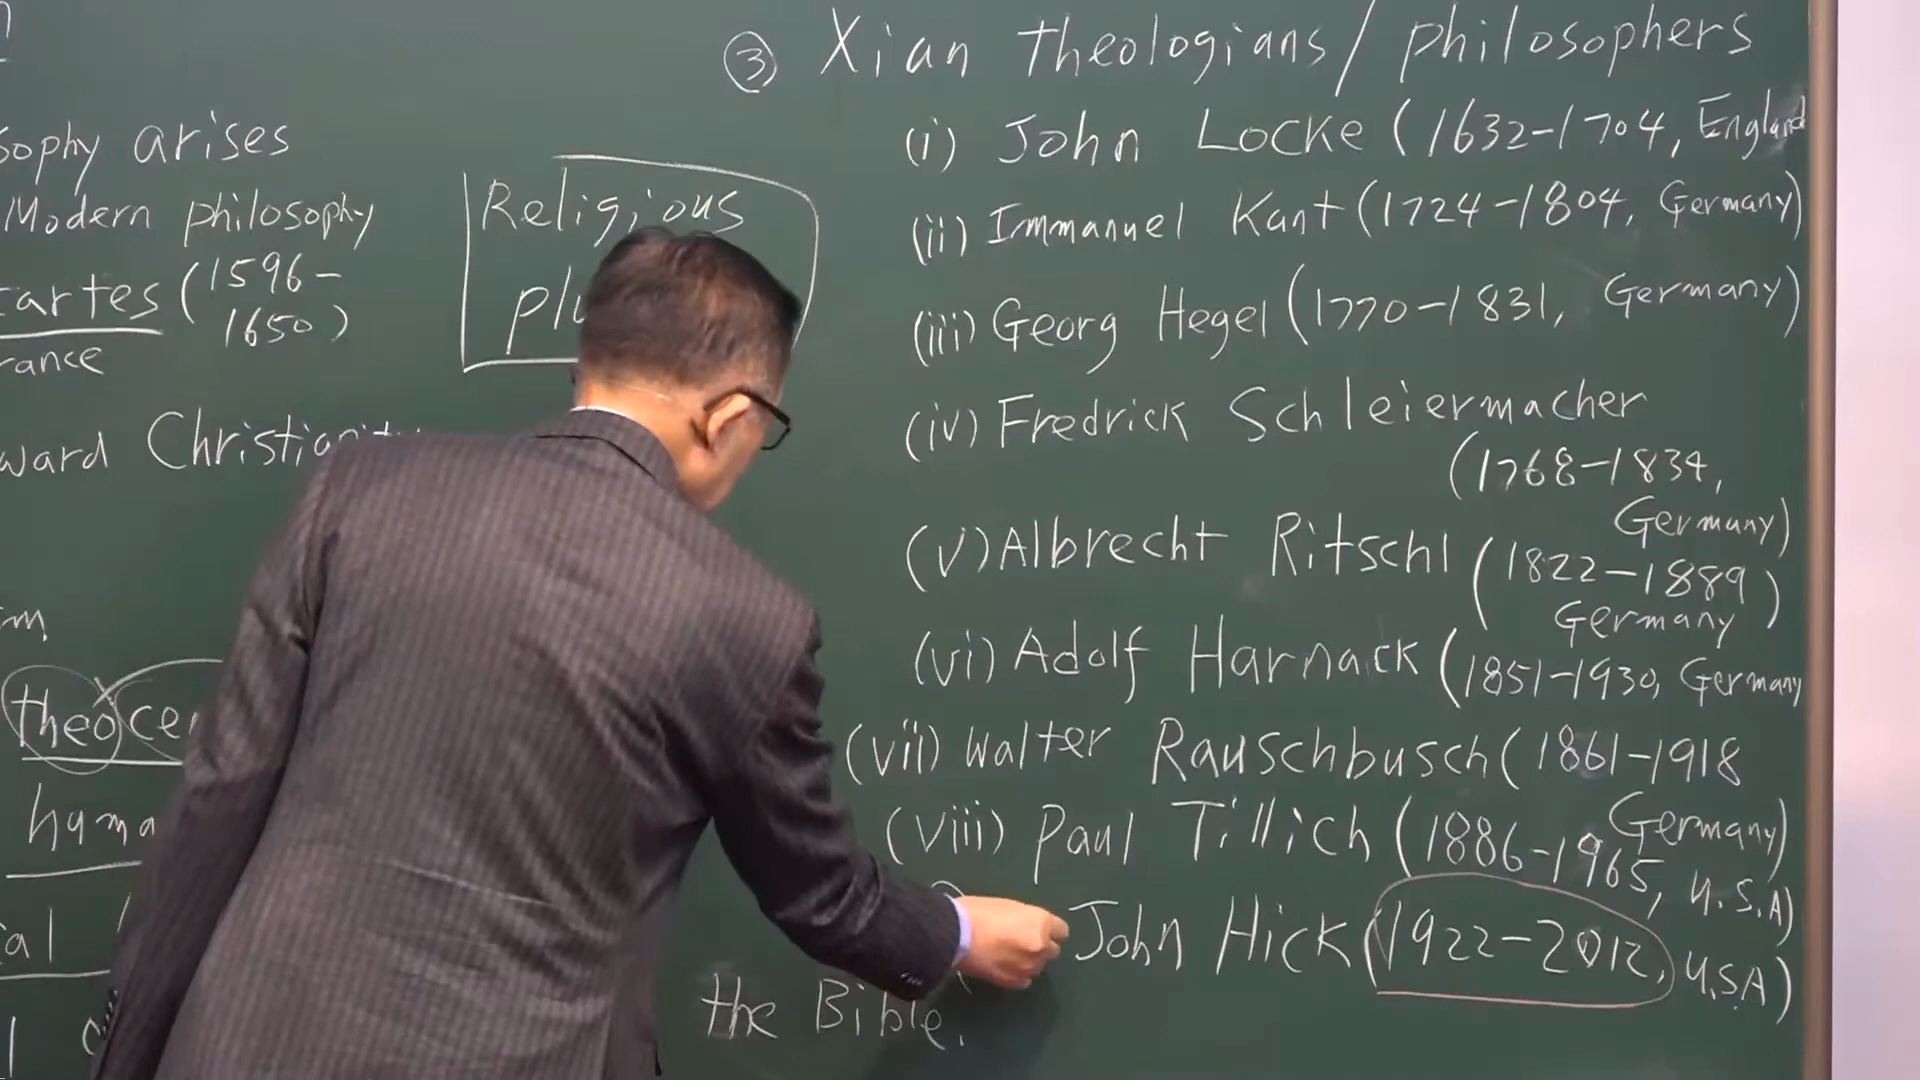 sophy arises
Modern philosophy
cartes (1596-
1650)
rance
ward Christianity
theocen
huma
Religious
③ Xian theologians/philosophers
(i) John Locke (1632-1704, England
(ii) Immanuel Kant (1724-1804, Germany)
(iii) Georg Hegel (1770-1831, Germany)
(iv) Fredrick Schleiermacher
(1768-1834,
Germany)
(v) Albrecht Ritschl (1822-1889)
Germany
(vi) Adolf Harnack (1851-1930, Germany
(vii) Walter Rauschbusch (1861-1918
Germany)
(viii) Paul Tillich (1886-1965, U.S.A)
John Hick (1922-2012, U.S.A)
the Bible.